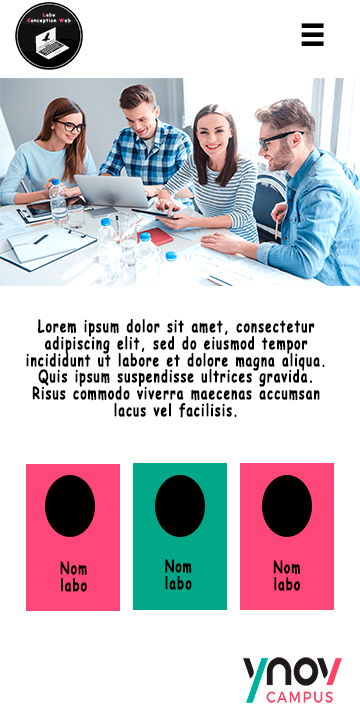 Labo
Conception Web
Lorem ipsum dolor sit amet, consectetur
adipiscing elit, sed do eiusmod tempor
incididunt ut labore et dolore magna aliqua.
Quis ipsum suspendisse ultrices gravida.
Risus commodo viverra maecenas accumsan
lacus vel facilisis.
Nom
labo
Nom
labo
Nom
labo
ynov
CAMPUS